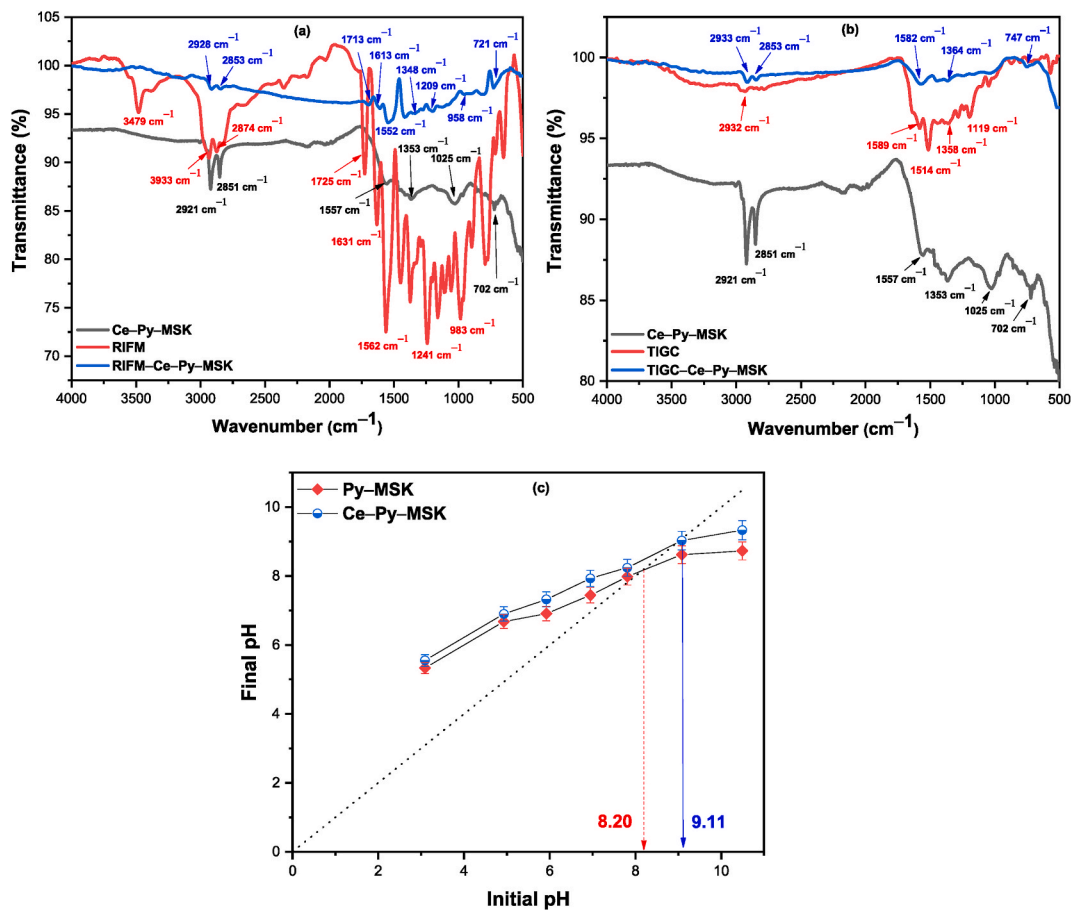 (a)
Transmittance (%)
105
100
95
90
85
80
75
70
2928 cm−1
2853 cm−1
1713 cm−1
1613 cm−1
1348 cm−1
1209 cm−1
721 cm−1
3479 cm−1
2874 cm−1
3933 cm−1
2851 cm−1
2921 cm−1
1552 cm−1
958 cm−1
1353 cm−1
1025 cm−1
1725 cm−1
1557 cm−1
1631 cm−1
702 cm−1
983 cm−1
1562 cm−1
1241 cm−1
Ce–Py–MSK
RIFM
RIFM–Ce–Py–MSK
4000 3500 3000 2500 2000 1500 1000 500
Wavenumber (cm−1)
(b)
Transmittance (%)
100
95
90
85
80
2933 cm−1
2853 cm−1
1582 cm−1
1364 cm−1
747 cm−1
2932 cm−1
1119 cm−1
1589 cm−1
1358 cm−1
1514 cm−1
2851 cm−1
2921 cm−1
1557 cm−1
1353 cm−1
1025 cm−1
702 cm−1
Ce–Py–MSK
TIGC
TIGC–Ce–Py–MSK
4000 3500 3000 2500 2000 1500 1000 500
Wavenumber (cm−1)
(c)
Py–MSK
Ce–Py–MSK
Final pH
10
8
6
4
2
0
8.20
9.11
0 2 4 6 8 10
Initial pH